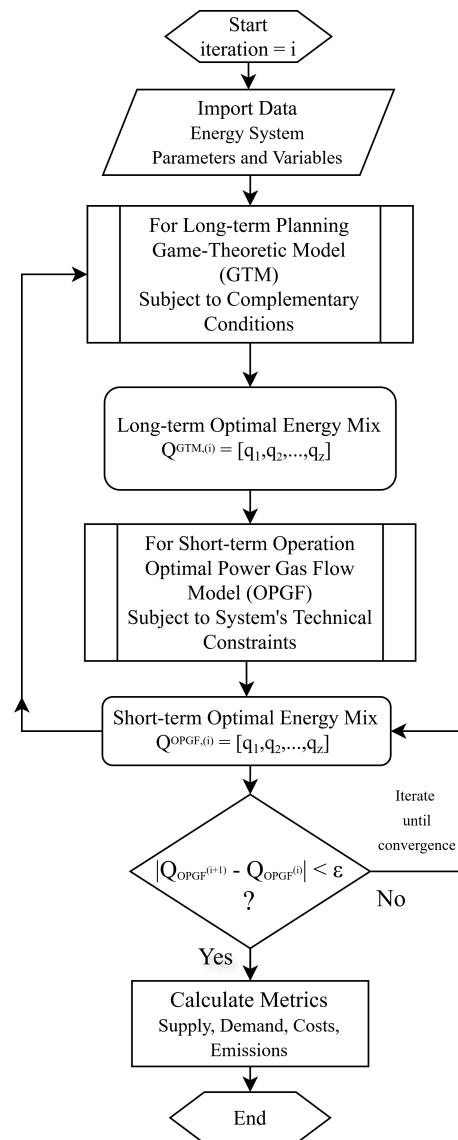 Start
iteration = i
Import Data
Energy System
Parameters and Variables
For Long-term Planning
Game-Theoretic Model
(GTM)
Subject to Complementary
Conditions
Long-term Optimal Energy Mix
Q^GTM,(i) = [q₁,q₂,...,q_z]
For Short-term Operation
Optimal Power Gas Flow
Model (OPGF)
Subject to System's Technical
Constraints
Short-term Optimal Energy Mix
Q^OPGF,(i) = [q₁,q₂,...,q_z]
Iterate
until
convergence
|Q_OPGF^(i+1) - Q_OPGF^(i)| < ε
?
No
Yes
Calculate Metrics
Supply, Demand, Costs,
Emissions
End